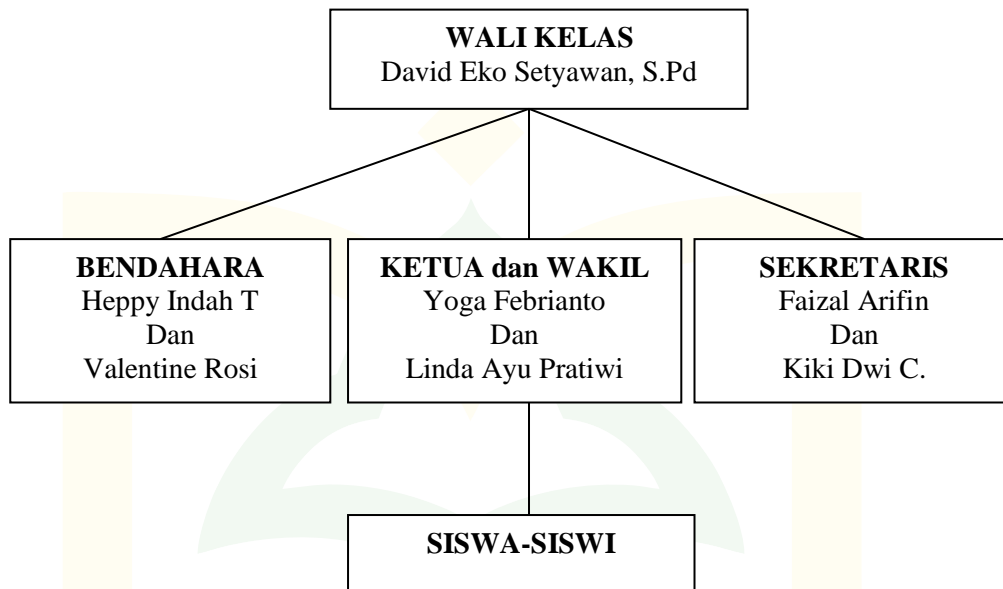 WALI KELAS
David Eko Setyawan, S.Pd
BENDAHARA
Heppy Indah T
Dan
Valentine Rosi
KETUA dan WAKIL
Yoga Febrianto
Dan
Linda Ayu Pratiwi
SEKRETARIS
Faizal Arifin
Dan
Kiki Dwi C.
SISWA-SISWI